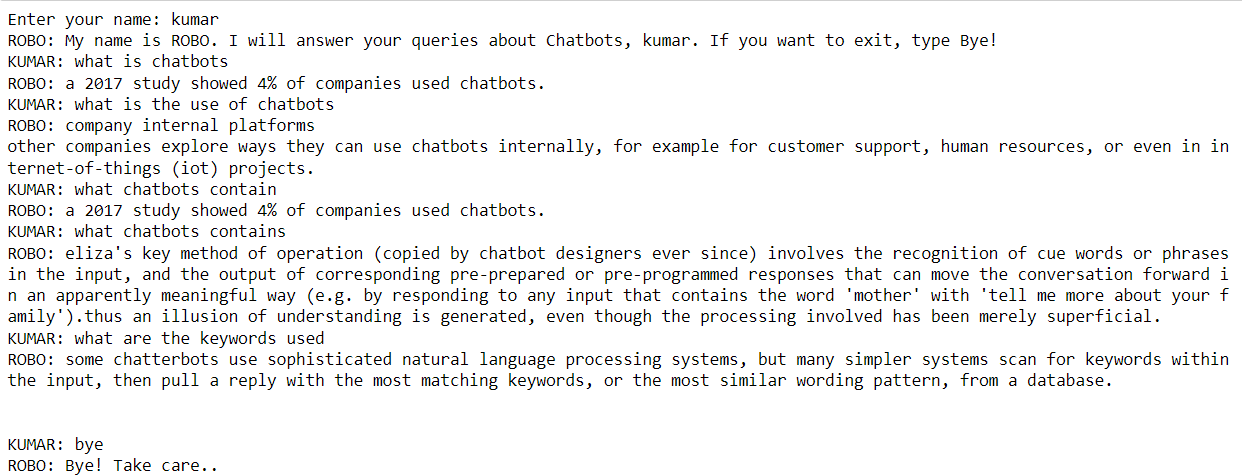 Enter your name: kumar
ROBO: My name is ROBO. I will answer your queries about Chatbots, kumar. If you want to exit, type Bye!
KUMAR: what is chatbots
ROBO: a 2017 study showed 4% of companies used chatbots.
KUMAR: what is the use of chatbots
ROBO: company internal platforms
other companies explore ways they can use chatbots internally, for example for customer support, human resources, or even in in
ternet-of-things (iot) projects.
KUMAR: what chatbots contain
ROBO: a 2017 study showed 4% of companies used chatbots.
KUMAR: what chatbots contains
ROBO: eliza's key method of operation (copied by chatbot designers ever since) involves the recognition of cue words or phrases
in the input, and the output of corresponding pre-prepared or pre-programmed responses that can move the conversation forward i
n an apparently meaningful way (e.g. by responding to any input that contains the word 'mother' with 'tell me more about your f
amily').thus an illusion of understanding is generated, even though the processing involved has been merely superficial.
KUMAR: what are the keywords used
ROBO: some chatterbots use sophisticated natural language processing systems, but many simpler systems scan for keywords within
the input, then pull a reply with the most matching keywords, or the most similar wording pattern, from a database.
KUMAR: bye
ROBO: Bye! Take care..